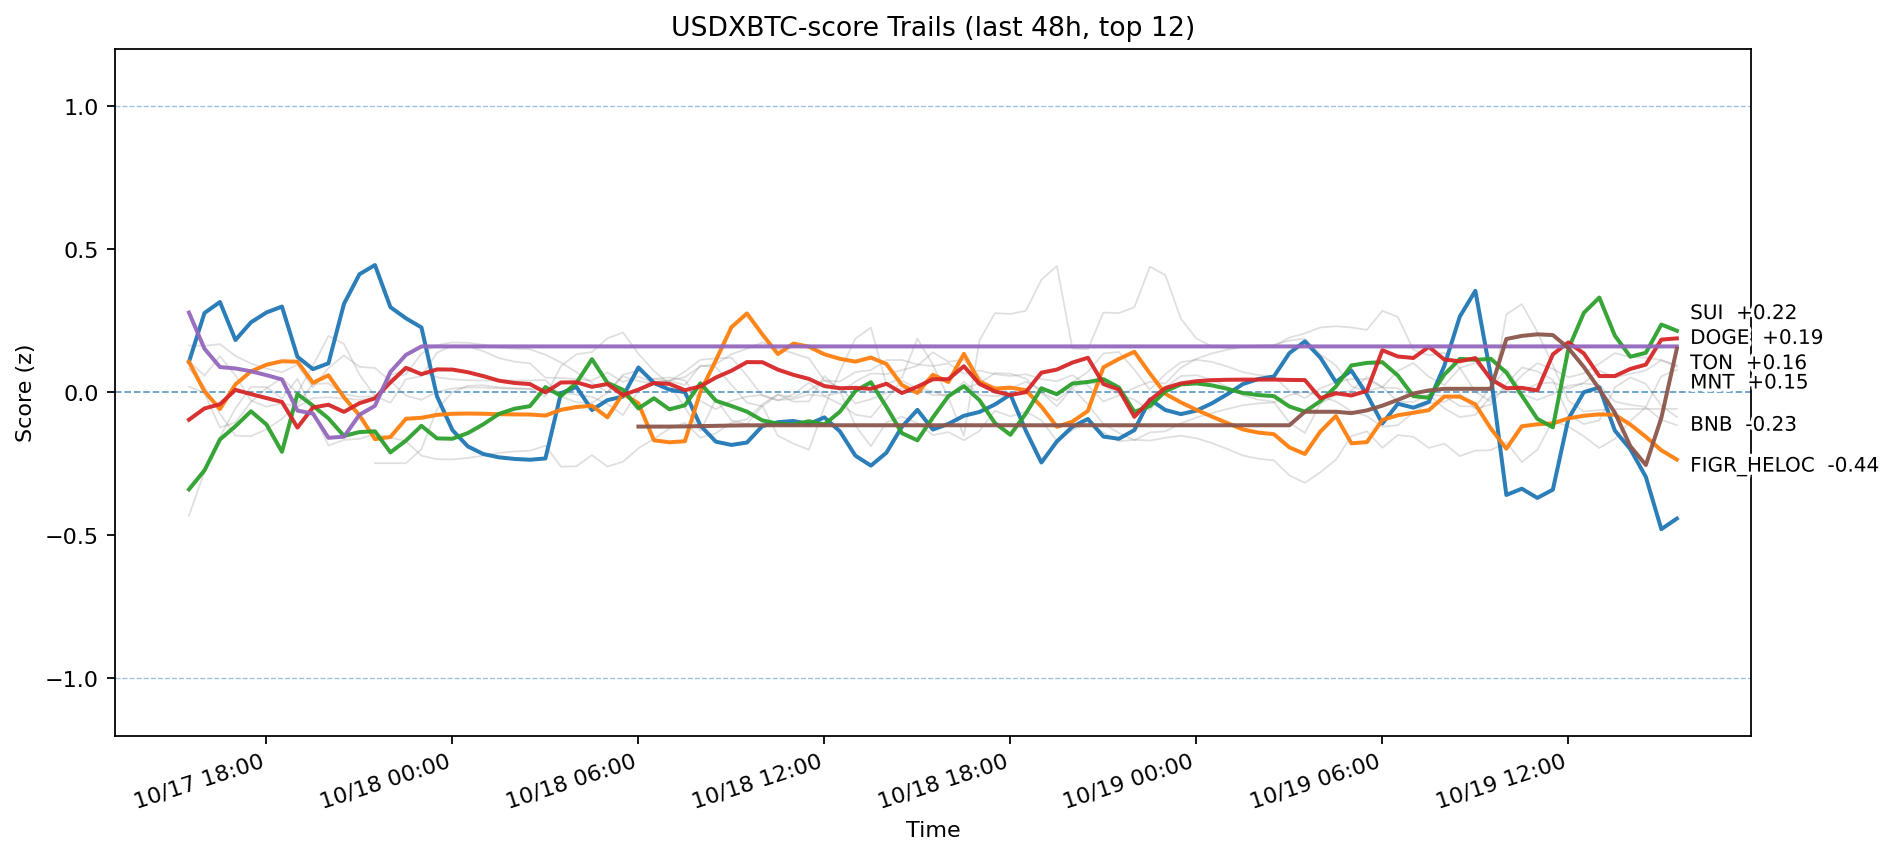 USDXBTC-score Trails (last 48h, top 12)
Score (z)
1.0
0.5
0.0
−0.5
−1.0
SUI +0.22
DOGE +0.19
TON +0.16
MNT +0.15
BNB -0.23
FIGR_HELOC -0.44
10/17 18:00
10/18 00:00
10/18 06:00
10/18 12:00
10/18 18:00
10/19 00:00
10/19 06:00
10/19 12:00
Time